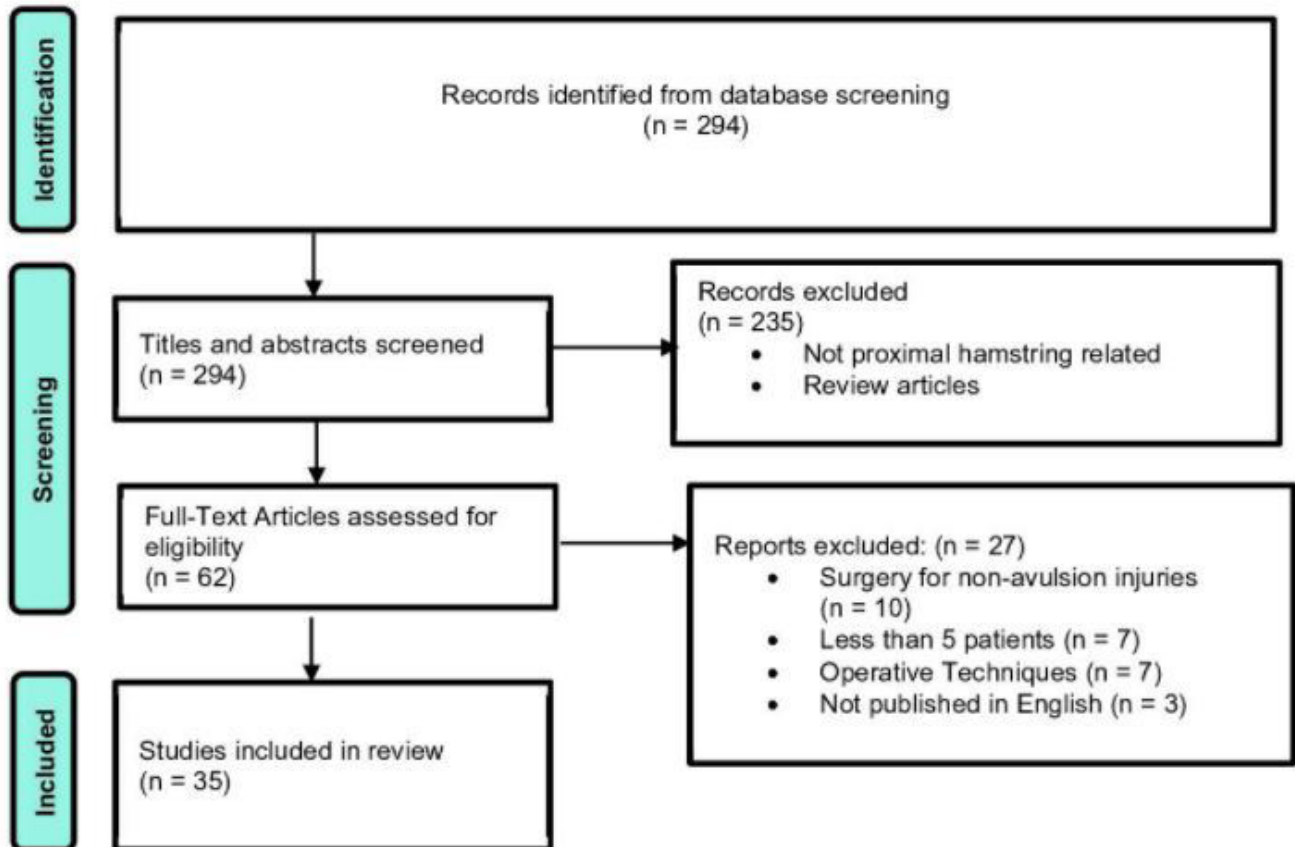 Identification
Records identified from database screening
(n = 294)
Screening
Titles and abstracts screened
(n = 294)
Records excluded
(n = 235)
• Not proximal hamstring related
• Review articles
Full-Text Articles assessed for
eligibility
(n = 62)
Reports excluded: (n = 27)
• Surgery for non-avulsion injuries
(n = 10)
• Less than 5 patients (n = 7)
• Operative Techniques (n = 7)
• Not published in English (n = 3)
Included
Studies included in review
(n = 35)